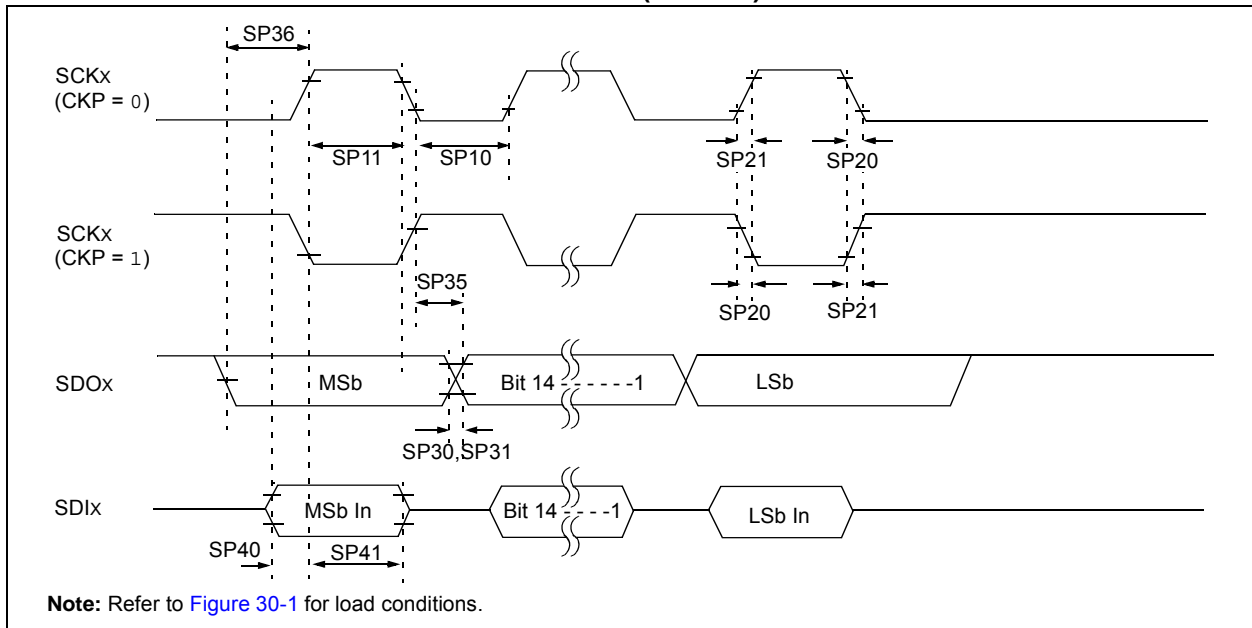 SP36
SCKx
(CKP = 0)
SP11
SP10
SP21
SP20
SCKx
(CKP = 1)
SP35
SP20
SP21
SDOx
MSb
Bit 14 - - - - - -1
LSb
SP30,SP31
SDIx
MSb In
Bit 14 - - - -1
LSb In
SP40
SP41
Note: Refer to Figure 30-1 for load conditions.